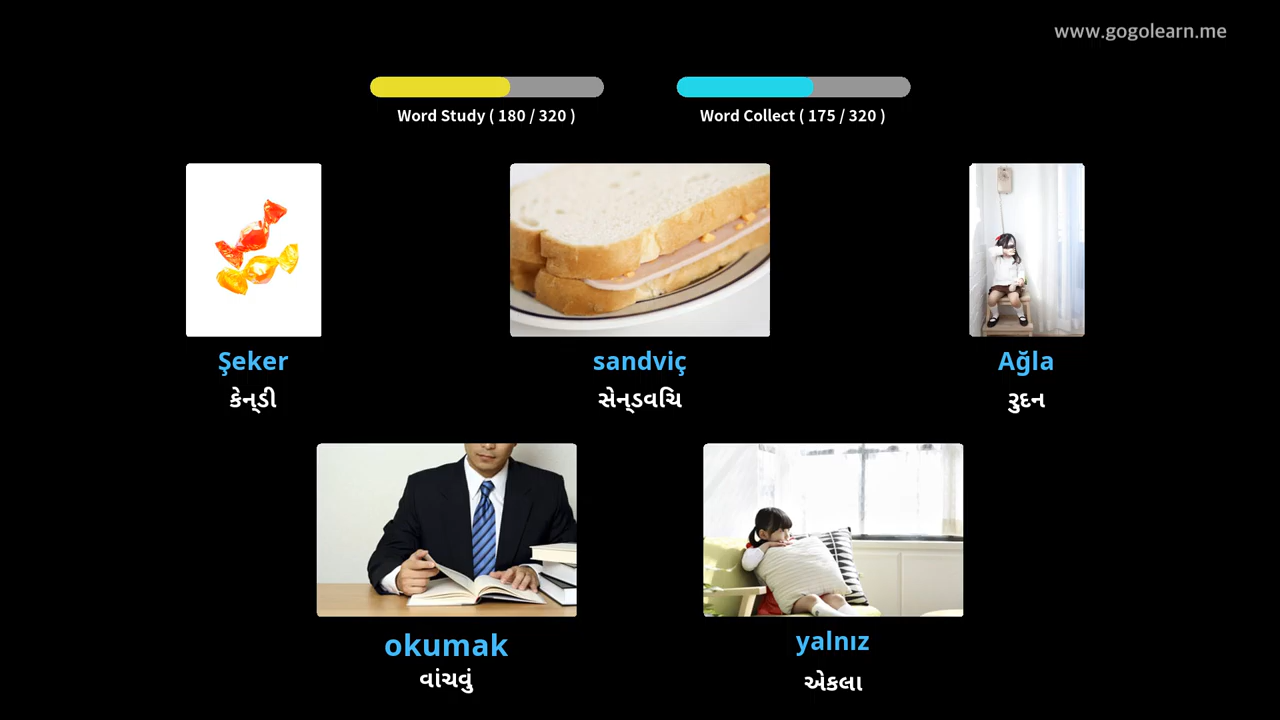 www.gogolearn.me
Word Study ( 180 / 320 )
Word Collect ( 175 / 320 )
Şeker
કેન્ડી
sandviç
સેન્ડવચિ
Ağla
રુદન
okumak
વાંચવું
yalnız
એકલા